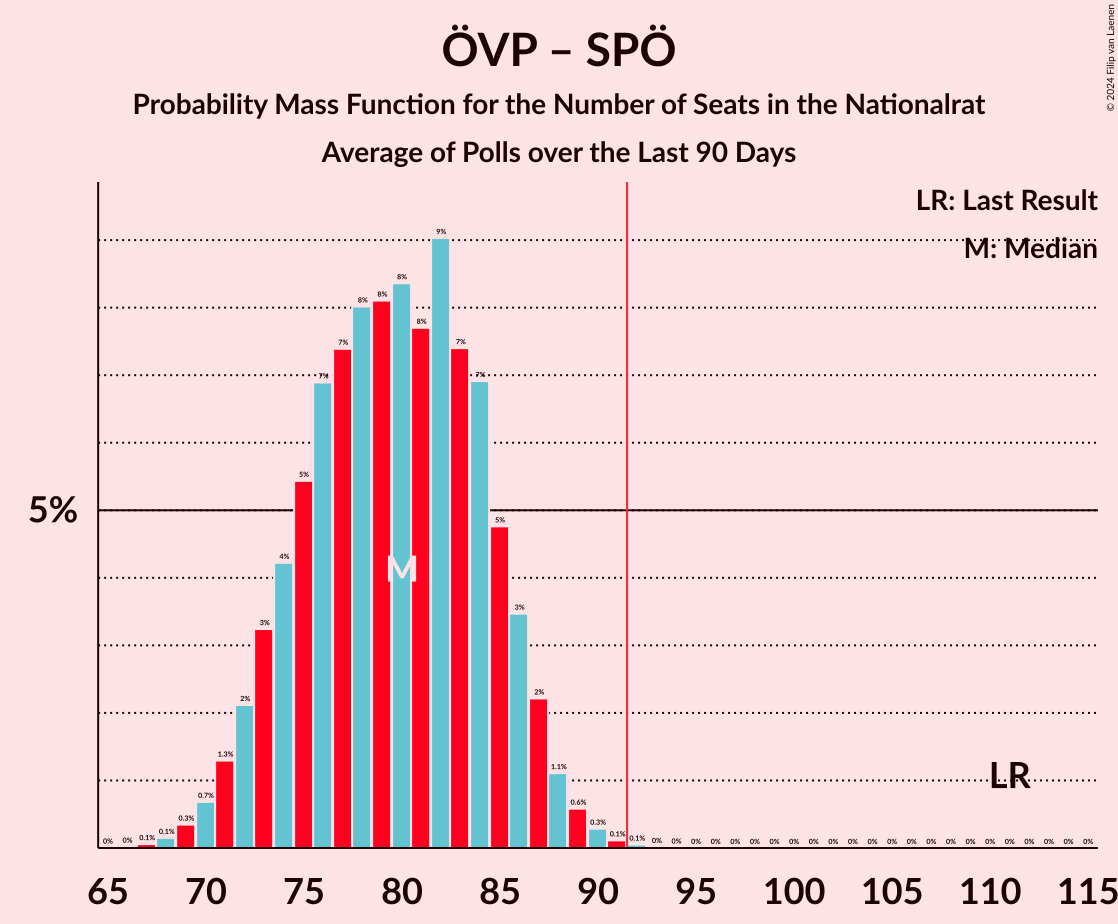 ÖVP – SPÖ
Probability Mass Function for the Number of Seats in the Nationalrat
Average of Polls over the Last 90 Days
© 2024 Filip van Laenen
LR: Last Result
M: Median
5%
0% 0% 0.1% 0.1% 0.3% 0.7% 1.3% 2% 3% 4% 5% 7% 7% 8% 8% 8% 8% 9% 7% 7% 5% 3% 2% 1.1% 0.6% 0.3% 0.1% 0.1% 0% 0% 0% 0% 0% 0% 0% 0% 0% 0% 0% 0% 0% 0% 0% 0% 0% 0% 0% 0% 0% 0% 0%
M
LR
65 70 75 80 85 90 95 100 105 110 115